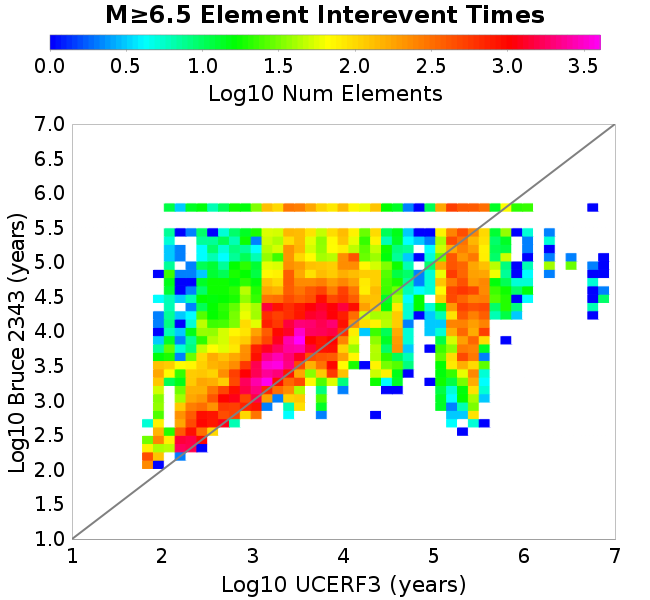 M≥6.5 Element Interevent Times
0.0 0.5 1.0 1.5 2.0 2.5 3.0 3.5
Log10 Num Elements
7.0
6.5
6.0
5.5
5.0
4.5
4.0
3.5
3.0
2.5
2.0
1.5
1.0
Log10 Bruce 2343 (years)
1 2 3 4 5 6 7
Log10 UCERF3 (years)